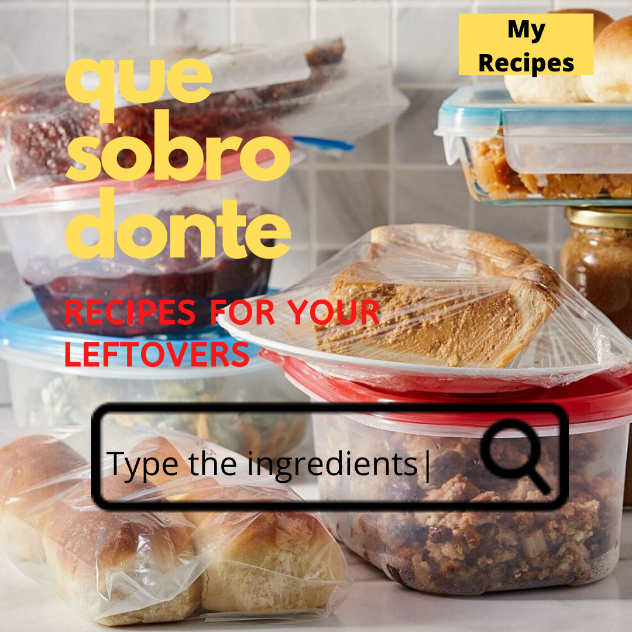 My
Recipes
que
sobro
donte
RECIPES FOR YOUR
LEFTOVERS
Type the ingredients|